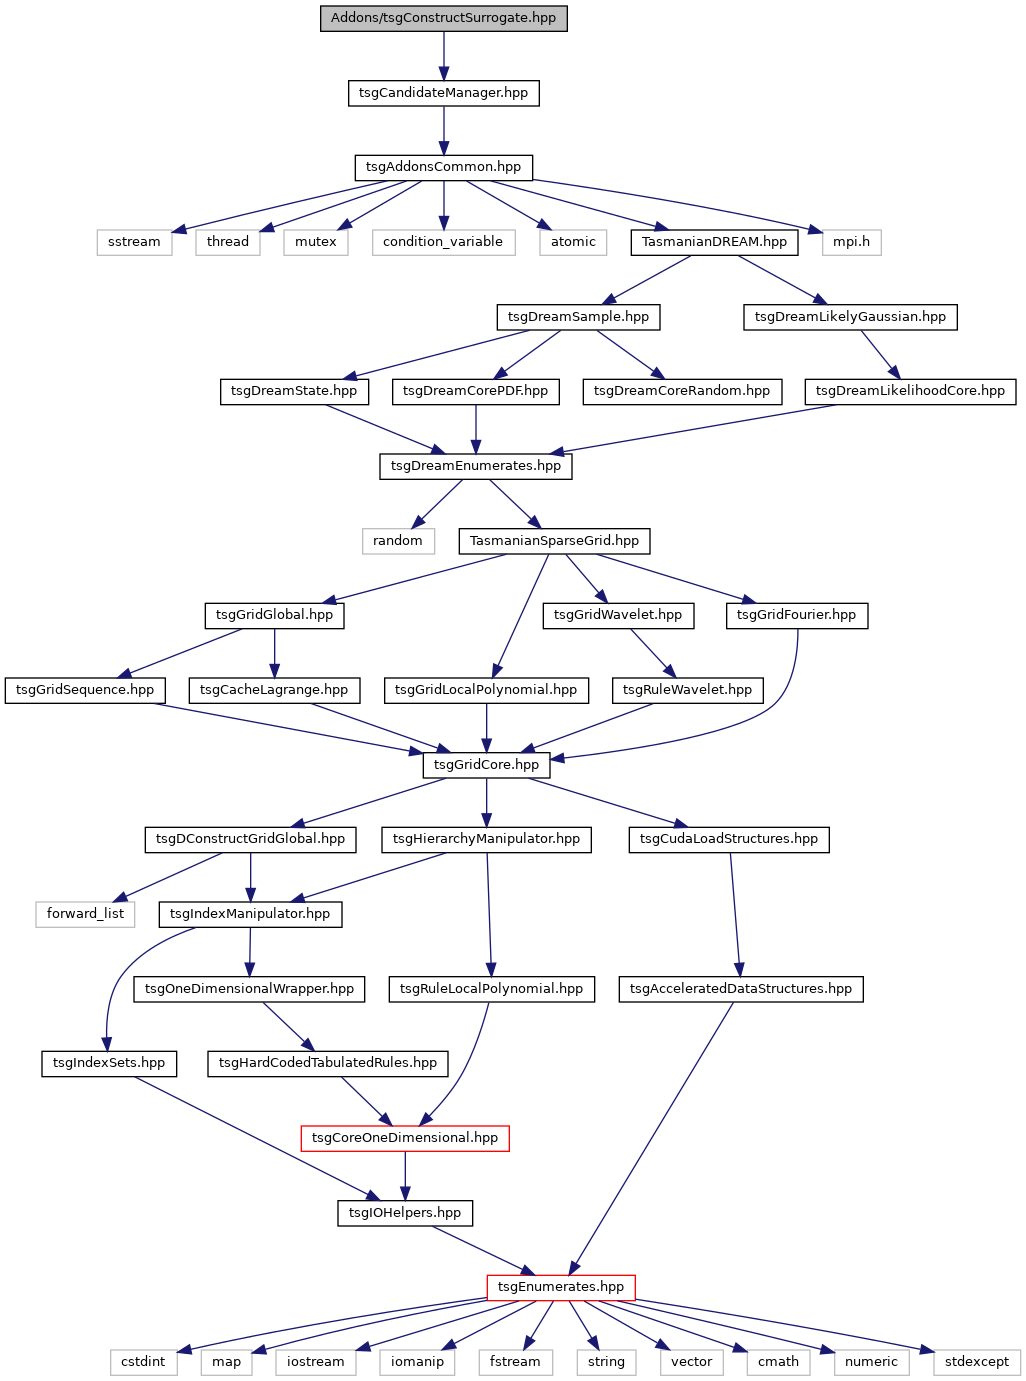 Addons/tsgConstructSurrogate.hpp
tsgCandidateManager.hpp
tsgAddonsCommon.hpp
sstream
thread
mutex
condition_variable
atomic
TasmanianDREAM.hpp
mpi.h
tsgDreamSample.hpp
tsgDreamLikelyGaussian.hpp
tsgDreamState.hpp
tsgDreamCorePDF.hpp
tsgDreamCoreRandom.hpp
tsgDreamLikelihoodCore.hpp
tsgDreamEnumerates.hpp
random
TasmanianSparseGrid.hpp
tsgGridGlobal.hpp
tsgGridWavelet.hpp
tsgGridFourier.hpp
tsgGridSequence.hpp
tsgCacheLagrange.hpp
tsgGridLocalPolynomial.hpp
tsgRuleWavelet.hpp
tsgGridCore.hpp
tsgDConstructGridGlobal.hpp
tsgHierarchyManipulator.hpp
tsgCudaLoadStructures.hpp
forward_list
tsgIndexManipulator.hpp
tsgOneDimensionalWrapper.hpp
tsgRuleLocalPolynomial.hpp
tsgAcceleratedDataStructures.hpp
tsgIndexSets.hpp
tsgHardCodedTabulatedRules.hpp
tsgCoreOneDimensional.hpp
tsgIOHelpers.hpp
tsgEnumerates.hpp
cstdint
map
iostream
iomanip
fstream
string
vector
cmath
numeric
stdexcept